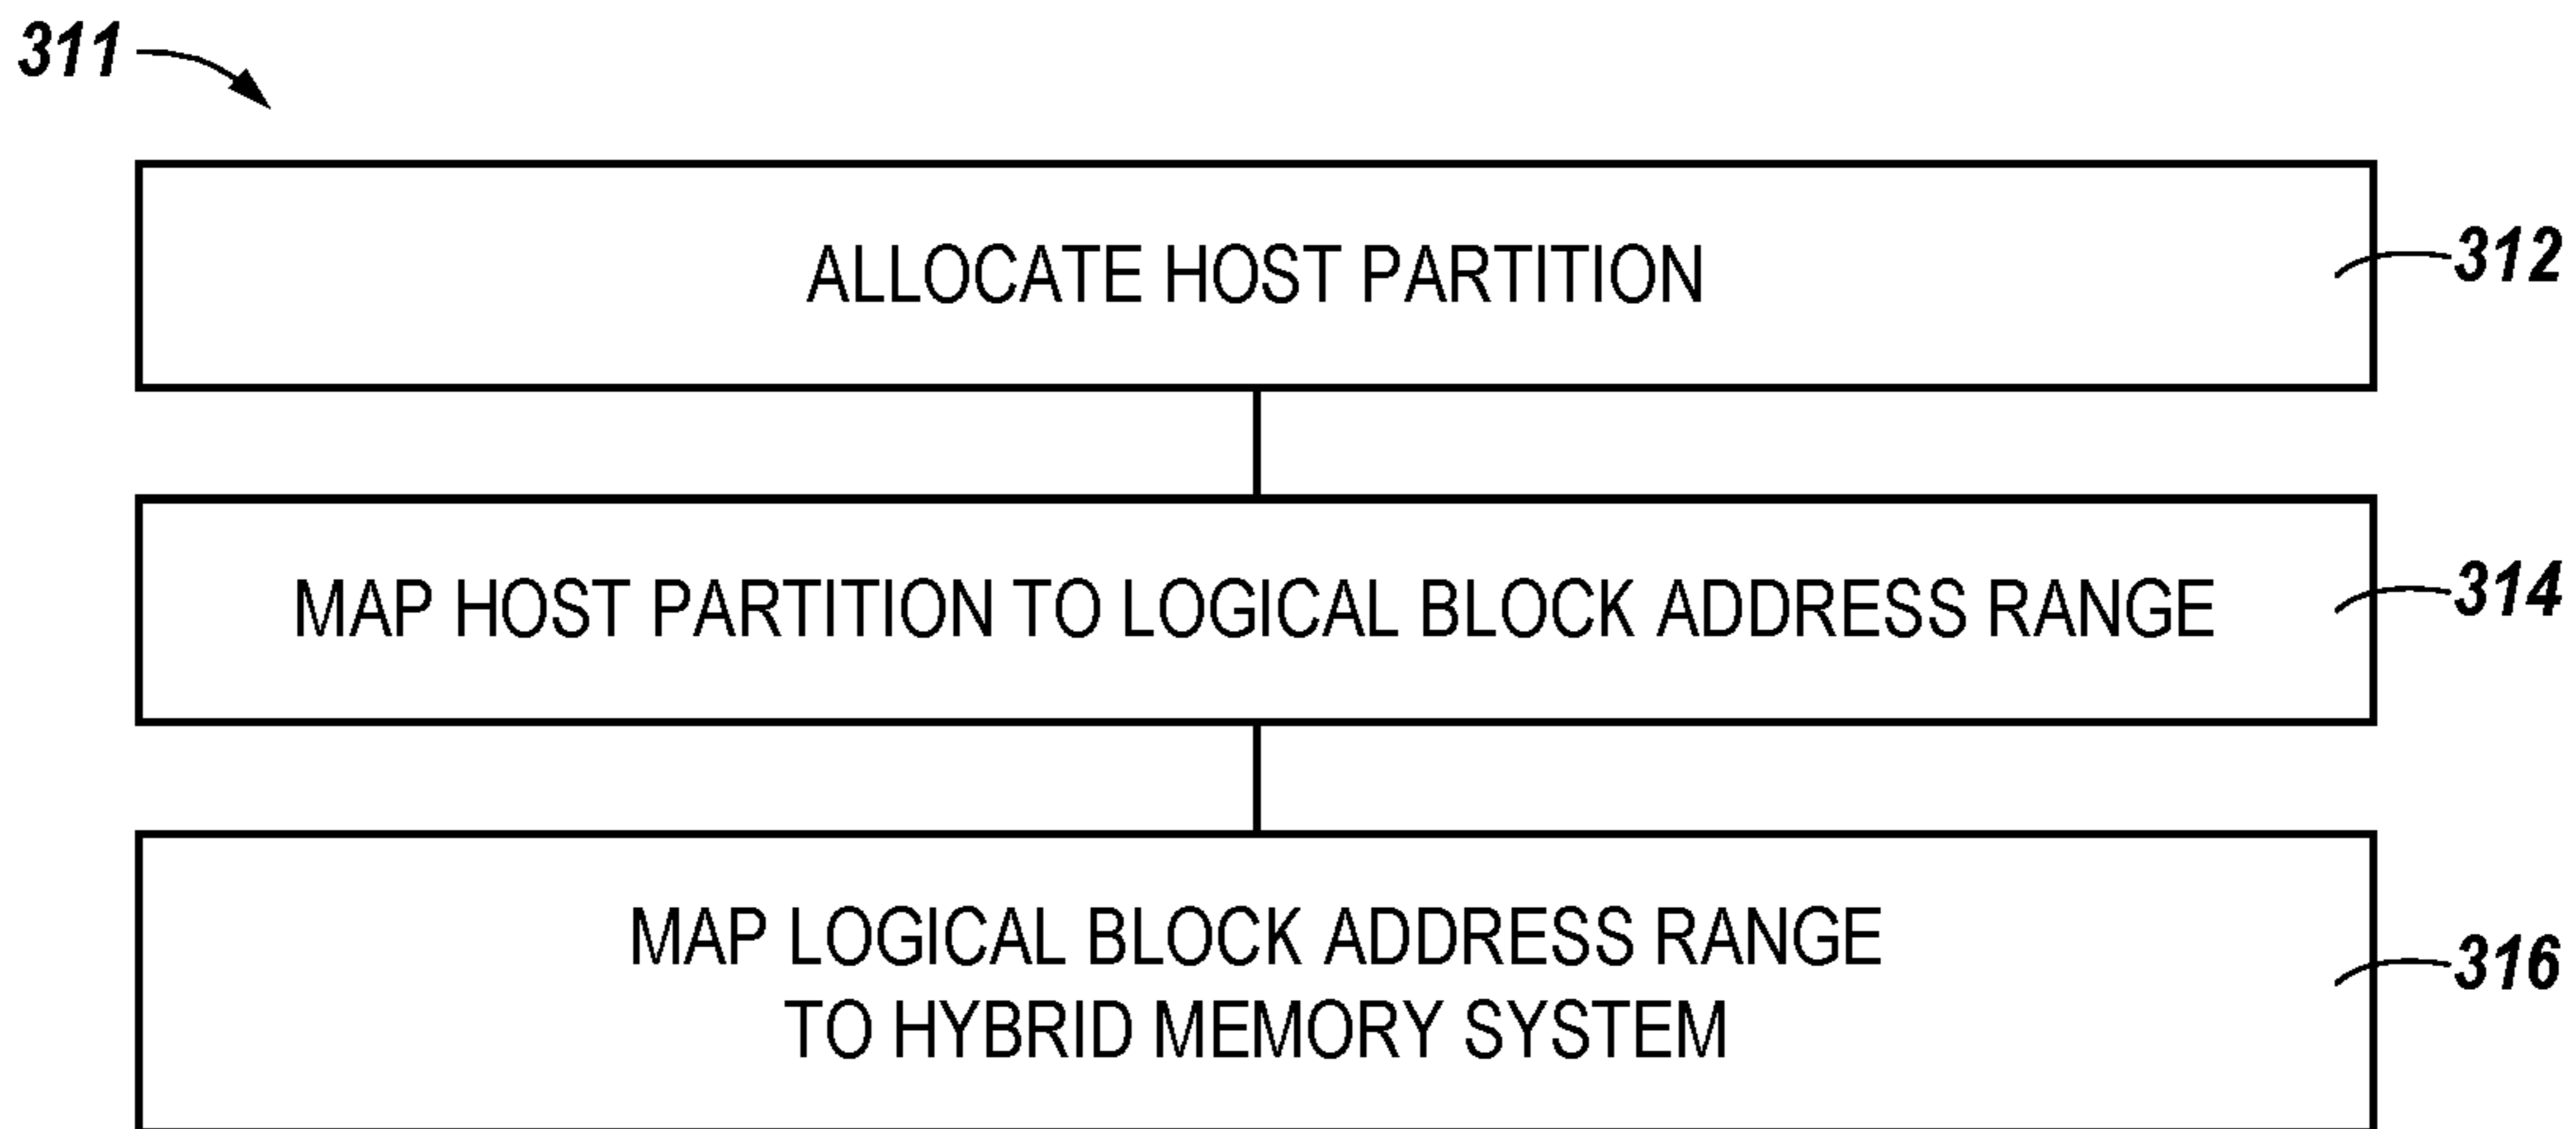 311
ALLOCATE HOST PARTITION
312
MAP HOST PARTITION TO LOGICAL BLOCK ADDRESS RANGE
314
MAP LOGICAL BLOCK ADDRESS RANGE
TO HYBRID MEMORY SYSTEM
316